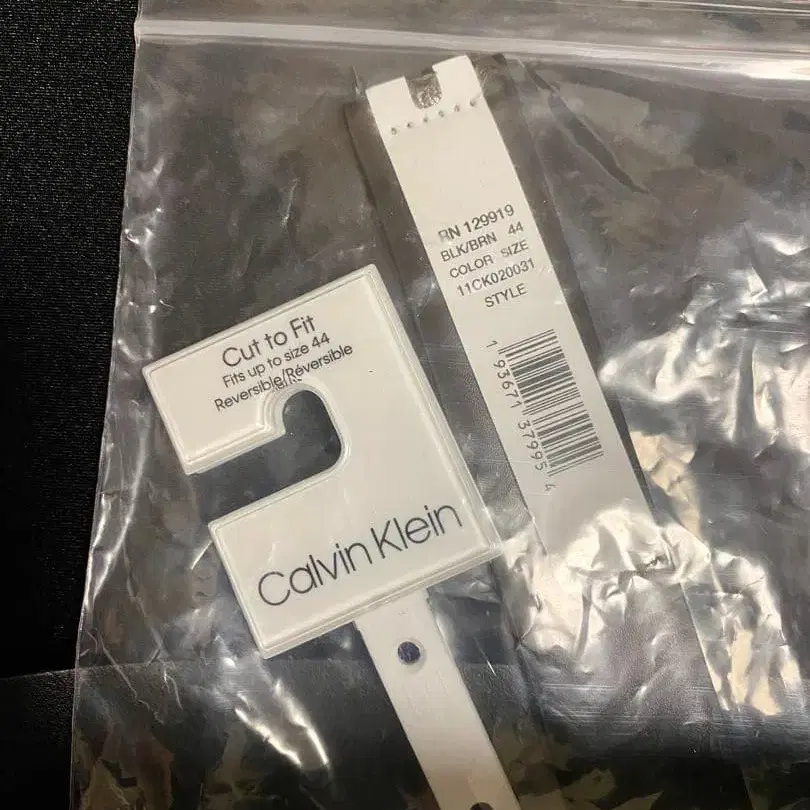 RN 129919
BLK/BRN 44
COLOR SIZE
11CK020031
STYLE
1 93671 37995 4
Cut to Fit
Fits up to size 44
Reversible/Réversible
Calvin Klein